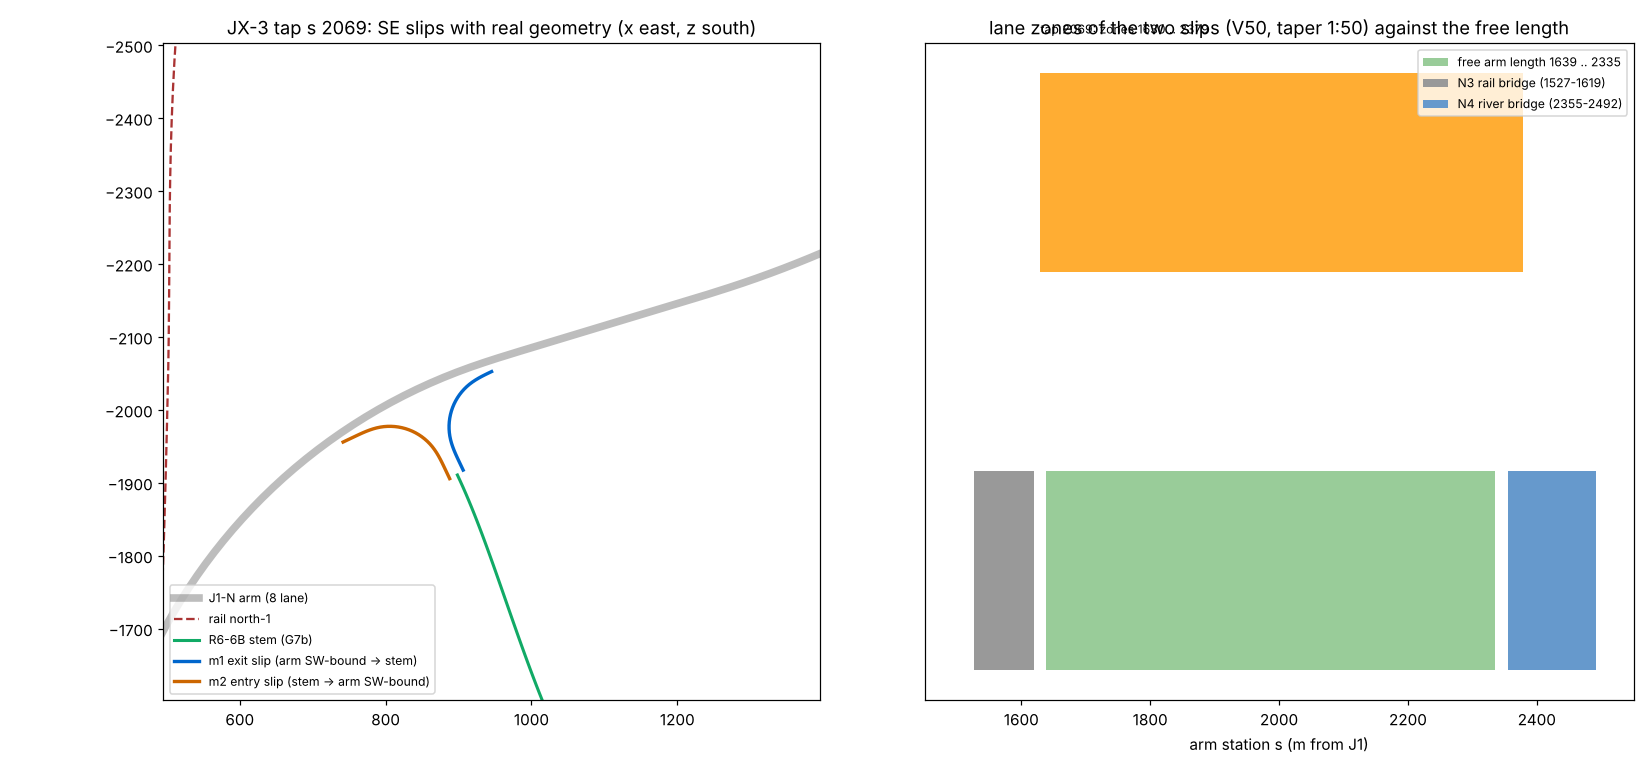 JX-3 tap s 2069: SE slips with real geometry (x east, z south)
−2500
−2400
−2300
−2200
−2100
−2000
−1900
−1800
−1700
J1-N arm (8 lane)
rail north-1
R6-6B stem (G7b)
m1 exit slip (arm SW-bound → stem)
m2 entry slip (stem → arm SW-bound)
600
800
1000
1200
lane zones of the two slips (V50, taper 1:50) against the free length
free arm length 1639 .. 2335
N3 rail bridge (1527-1619)
N4 river bridge (2355-2492)
1600
1800
2000
2200
2400
arm station s (m from J1)